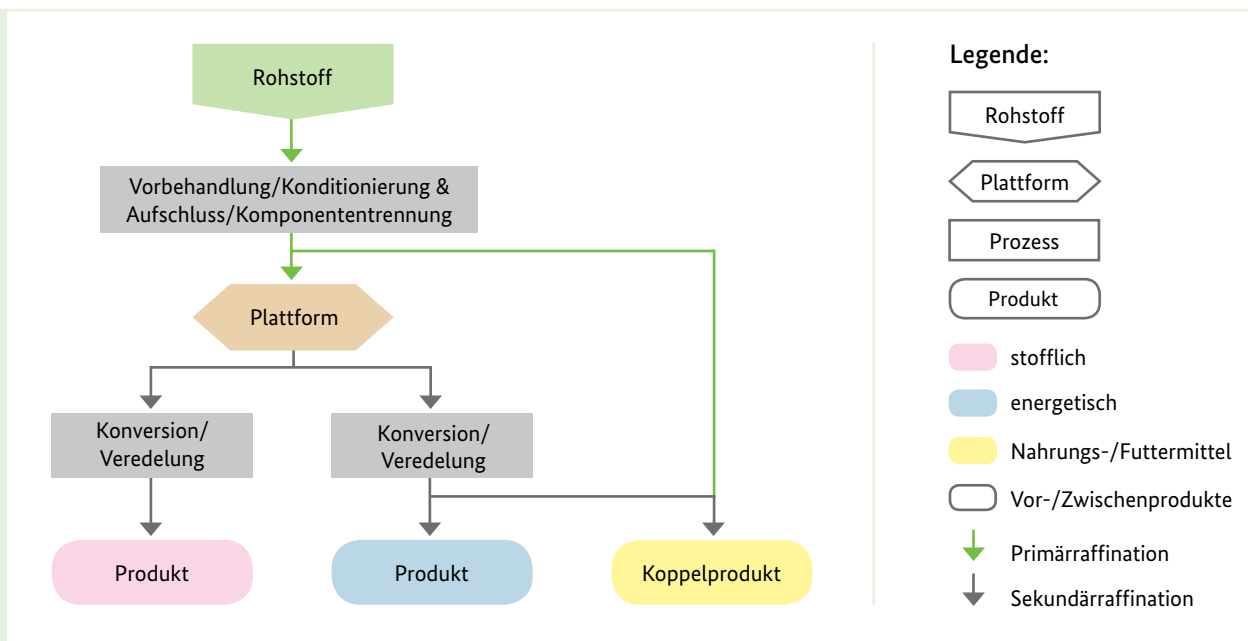 Rohstoff
Vorbehandlung/Konditionierung &
Aufschluss/Komponententrennung
Plattform
Konversion/
Veredelung
Konversion/
Veredelung
Produkt
Produkt
Koppelprodukt
Legende:
Rohstoff
Plattform
Prozess
Produkt
stofflich
energetisch
Nahrungs-/Futtermittel
Vor-/Zwischenprodukte
Primärraffination
Sekundärraffination